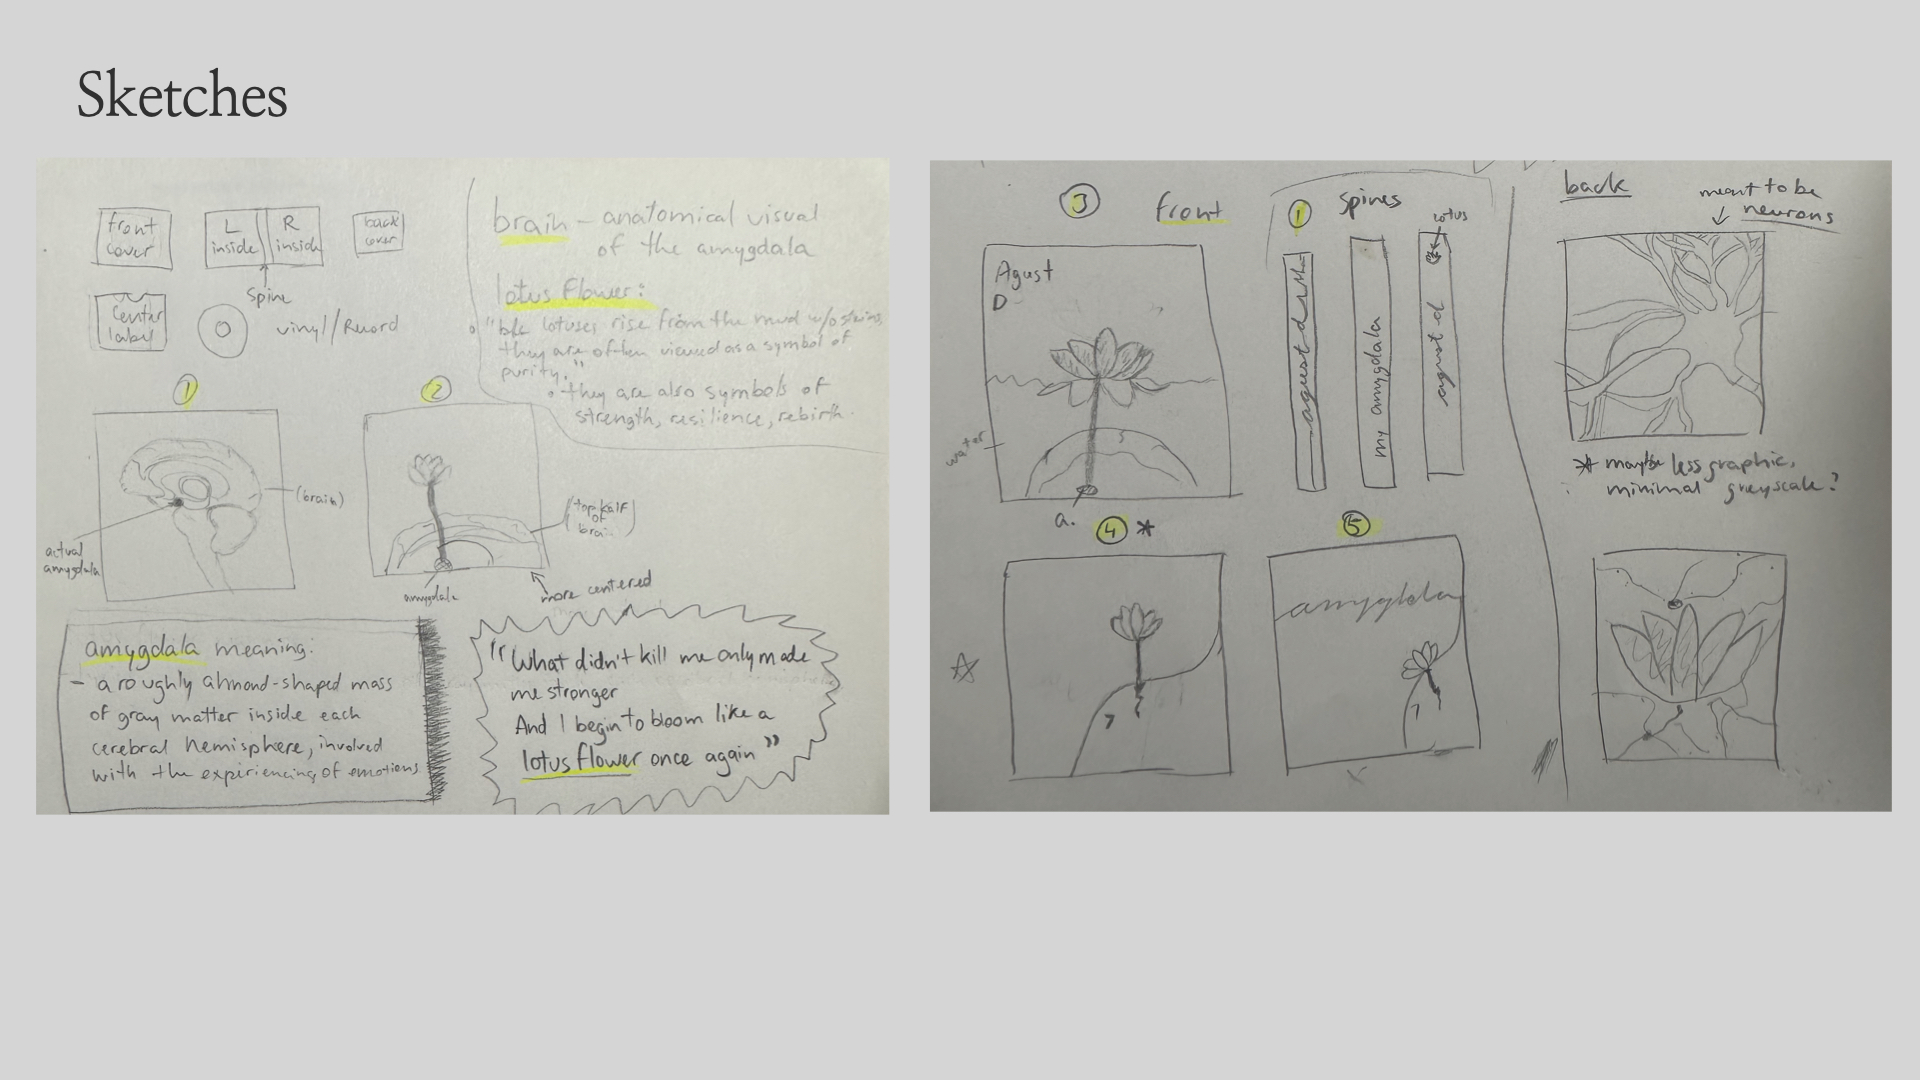 Sketches
front
cover
L
inside
R
inside
back
cover
spine
center
label
vinyl/Record
brain - anatomical visual
of the amygdala
lotus flower:
"b/c lotuses rise from the mud w/o stains,
they are often viewed as a symbol of
purity."
• they are also symbols of
strength, resilience, rebirth.
1
(brain)
actual
amygdala
2
(top half
of
brain)
amygdala
more centered
amygdala meaning:
- a roughly almond-shaped mass
of gray matter inside each
cerebral hemisphere, involved
with the experiencing of emotions
"What didn't kill me only made
me stronger
And I begin to bloom like a
lotus flower once again"
3
front
Agust
D
water
a.
1
Spines
lotus
agust d
my amygdala
agust d
4 *
5
amygdala
back
meant to be
neurons
* maybe less graphic,
minimal greyscale?